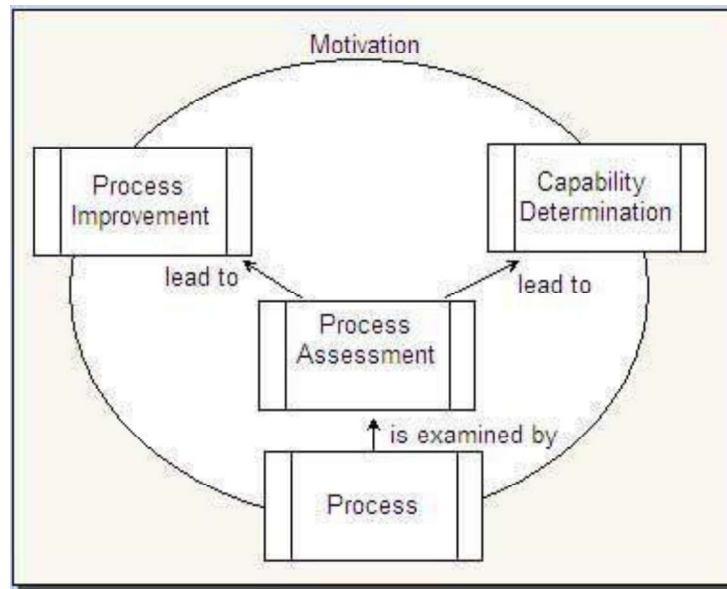 Motivation
Process
Improvement
Capability
Determination
lead to
lead to
Process
Assessment
is examined by
Process